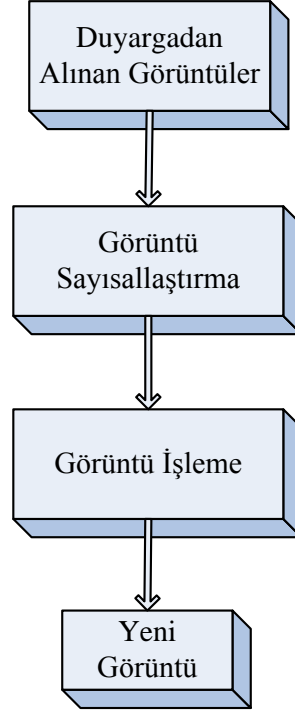 Duyargadan
Alınan Görüntüler
Görüntü
Sayısallaştırma
Görüntü İşleme
Yeni
Görüntü